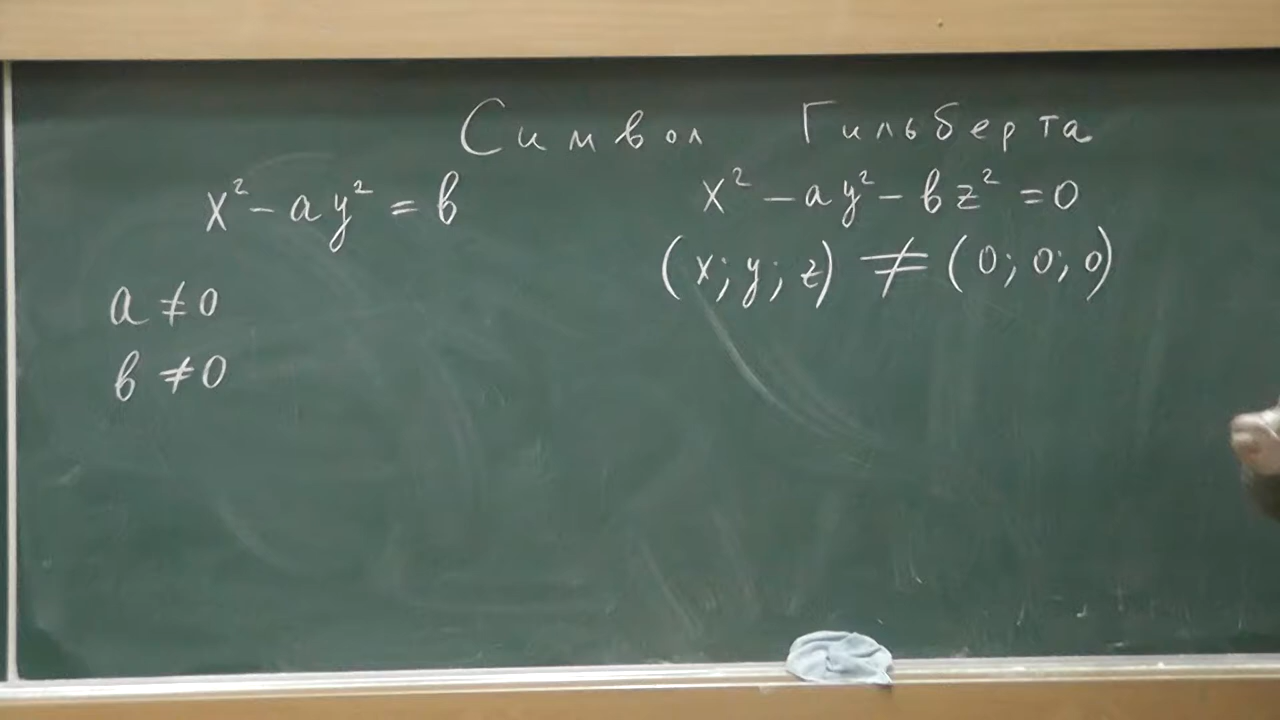 Символ Гильберта
x² - ay² = b
x² - ay² - bz² = 0
(x; y; z) ≠ (0; 0; 0)
a ≠ 0
b ≠ 0